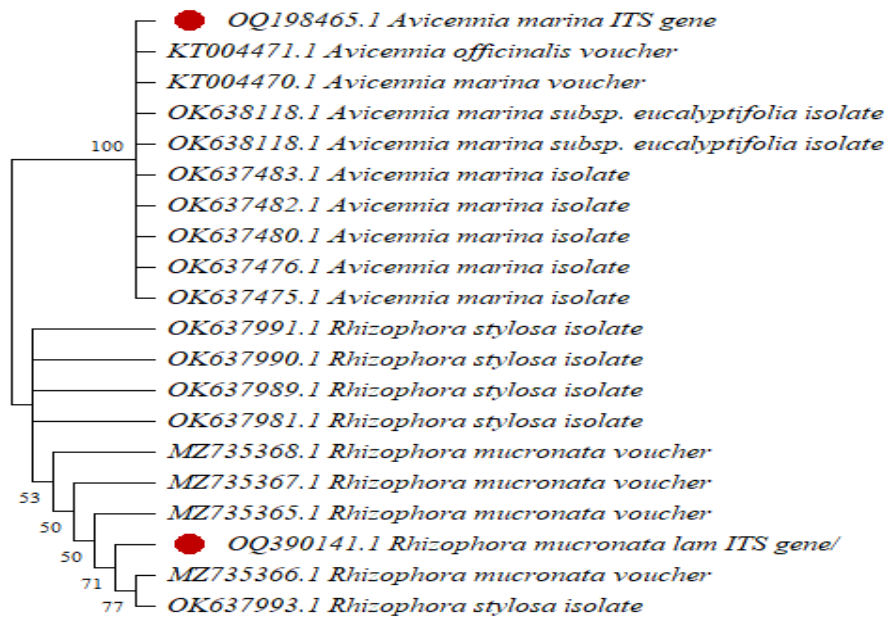 OQ198465.1 Avicennia marina ITS gene
KT004471.1 Avicennia officinalis voucher
KT004470.1 Avicennia marina voucher
OK638118.1 Avicennia marina subsp. eucalyptifolia isolate
OK638118.1 Avicennia marina subsp. eucalyptifolia isolate
100
OK637483.1 Avicennia marina isolate
OK637482.1 Avicennia marina isolate
OK637480.1 Avicennia marina isolate
OK637476.1 Avicennia marina isolate
OK637475.1 Avicennia marina isolate
OK637991.1 Rhizophora stylosa isolate
OK637990.1 Rhizophora stylosa isolate
OK637989.1 Rhizophora stylosa isolate
OK637981.1 Rhizophora stylosa isolate
MZ735368.1 Rhizophora mucronata voucher
MZ735367.1 Rhizophora mucronata voucher
53
MZ735365.1 Rhizophora mucronata voucher
50
OQ390141.1 Rhizophora mucronata lam ITS gene/
50
MZ735366.1 Rhizophora mucronata voucher
71
OK637993.1 Rhizophora stylosa isolate
77